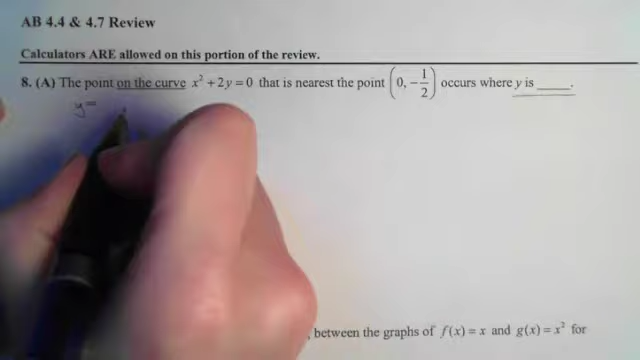 AB 4.4 & 4.7 Review
Calculators ARE allowed on this portion of the review.
8. (A) The point on the curve x² + 2y = 0 that is nearest the point (0, -1/2) occurs where y is _____.
y =
, between the graphs of f(x) = x and g(x) = x² for